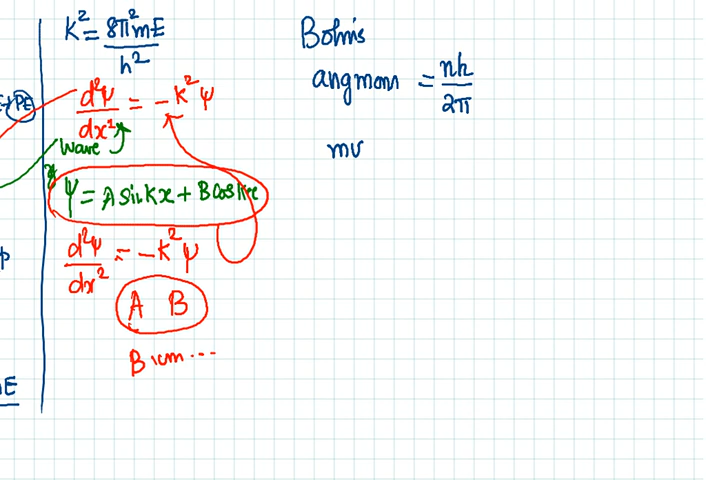 K² = 8π²mE / h²
d²ψ/dx² = -K²ψ
PE
wave
ψ = A sin Kx + B cos Kx
d²ψ/dx² = -K²ψ
A B
B
E
Bohr's
ang mom = nh/2π
mv